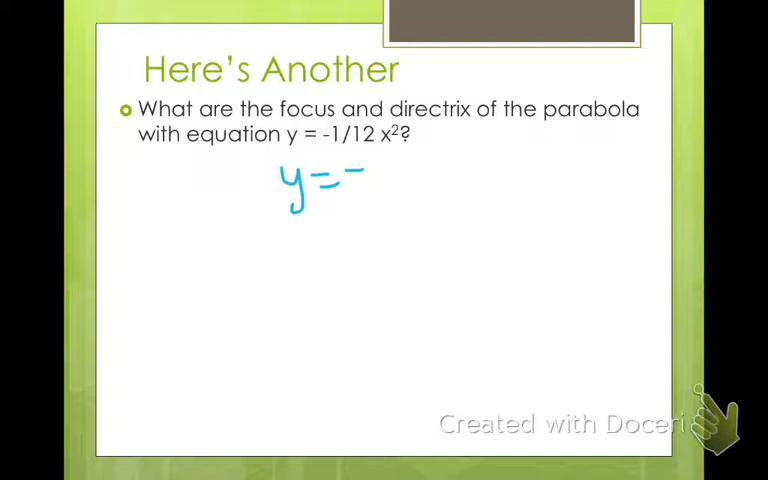 Here's Another
What are the focus and directrix of the parabola
with equation y = -1/12 x²?
y = -
Created with Doceri